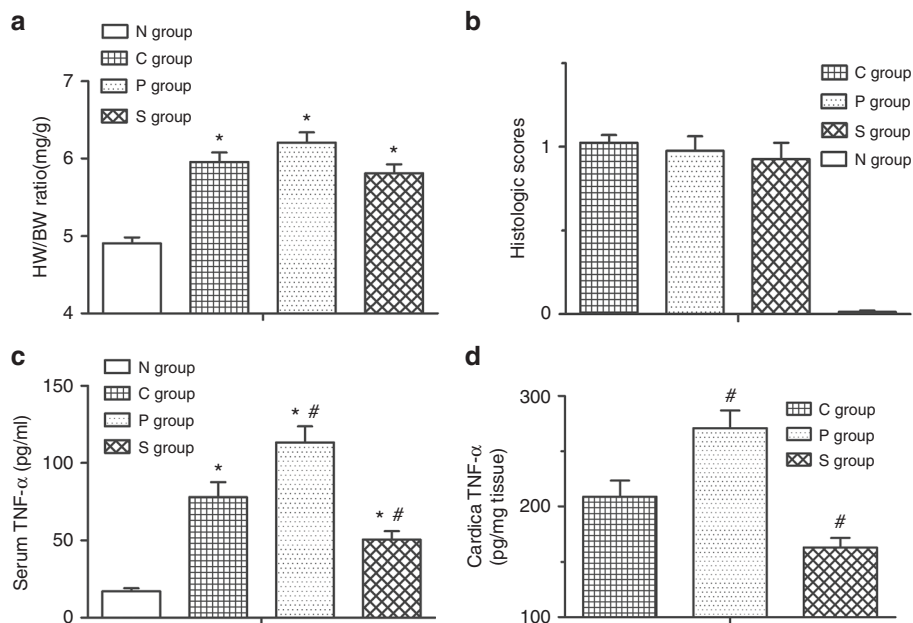 a
N group
C group
P group
S group
HW/BW ratio(mg/g)
7
6
5
4
*
*
*
b
C group
P group
S group
N group
Histologic scores
1
0
c
N group
C group
P group
S group
Serum TNF-α (pg/ml)
150
100
50
0
*
* #
* #
d
C group
P group
S group
Cardica TNF-α
(pg/mg tissue)
300
200
100
#
#